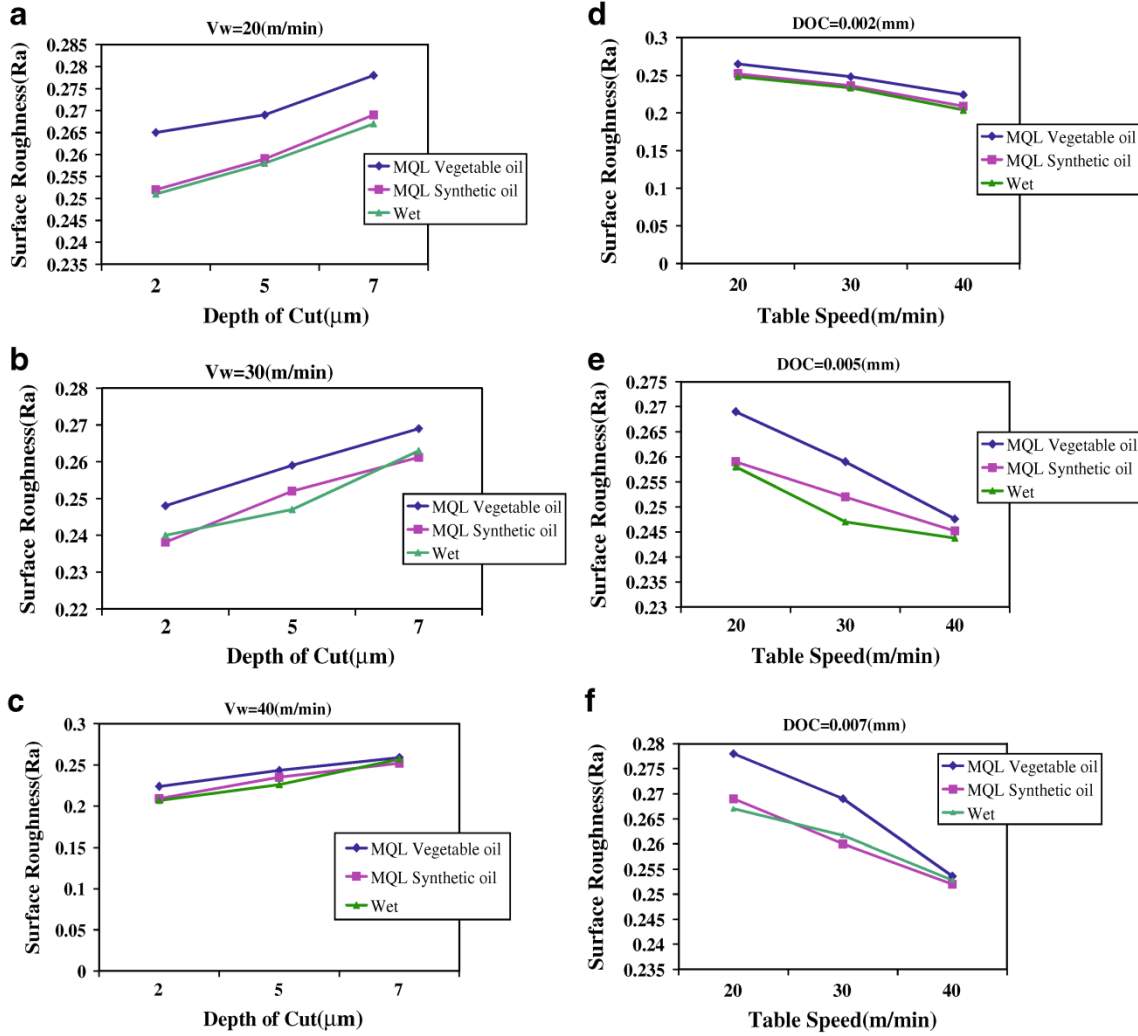 a
Vw=20(m/min)
Surface Roughness(Ra)
0.285
0.28
0.275
0.27
0.265
0.26
0.255
0.25
0.245
0.24
0.235
2 5 7
Depth of Cut(μm)
MQL Vegetable oil
MQL Synthetic oil
Wet
b
Vw=30(m/min)
Surface Roughness(Ra)
0.28
0.27
0.26
0.25
0.24
0.23
0.22
2 5 7
Depth of Cut(μm)
MQL Vegetable oil
MQL Synthetic oil
Wet
c
Vw=40(m/min)
Surface Roughness(Ra)
0.3
0.25
0.2
0.15
0.1
0.05
0
2 5 7
Depth of Cut(μm)
MQL Vegetable oil
MQL Synthetic oil
Wet
d
DOC=0.002(mm)
Surface Roughness(Ra)
0.3
0.25
0.2
0.15
0.1
0.05
0
20 30 40
Table Speed(m/min)
MQL Vegetable oil
MQL Synthetic oil
Wet
e
DOC=0.005(mm)
Surface Roughness(Ra)
0.275
0.27
0.265
0.26
0.255
0.25
0.245
0.24
0.235
0.23
20 30 40
Table Speed(m/min)
MQL Vegetable oil
MQL Synthetic oil
Wet
f
DOC=0.007(mm)
Surface Roughness(Ra)
0.28
0.275
0.27
0.265
0.26
0.255
0.25
0.245
0.24
0.235
20 30 40
Table Speed(m/min)
MQL Vegetable oil
MQL Synthetic oil
Wet